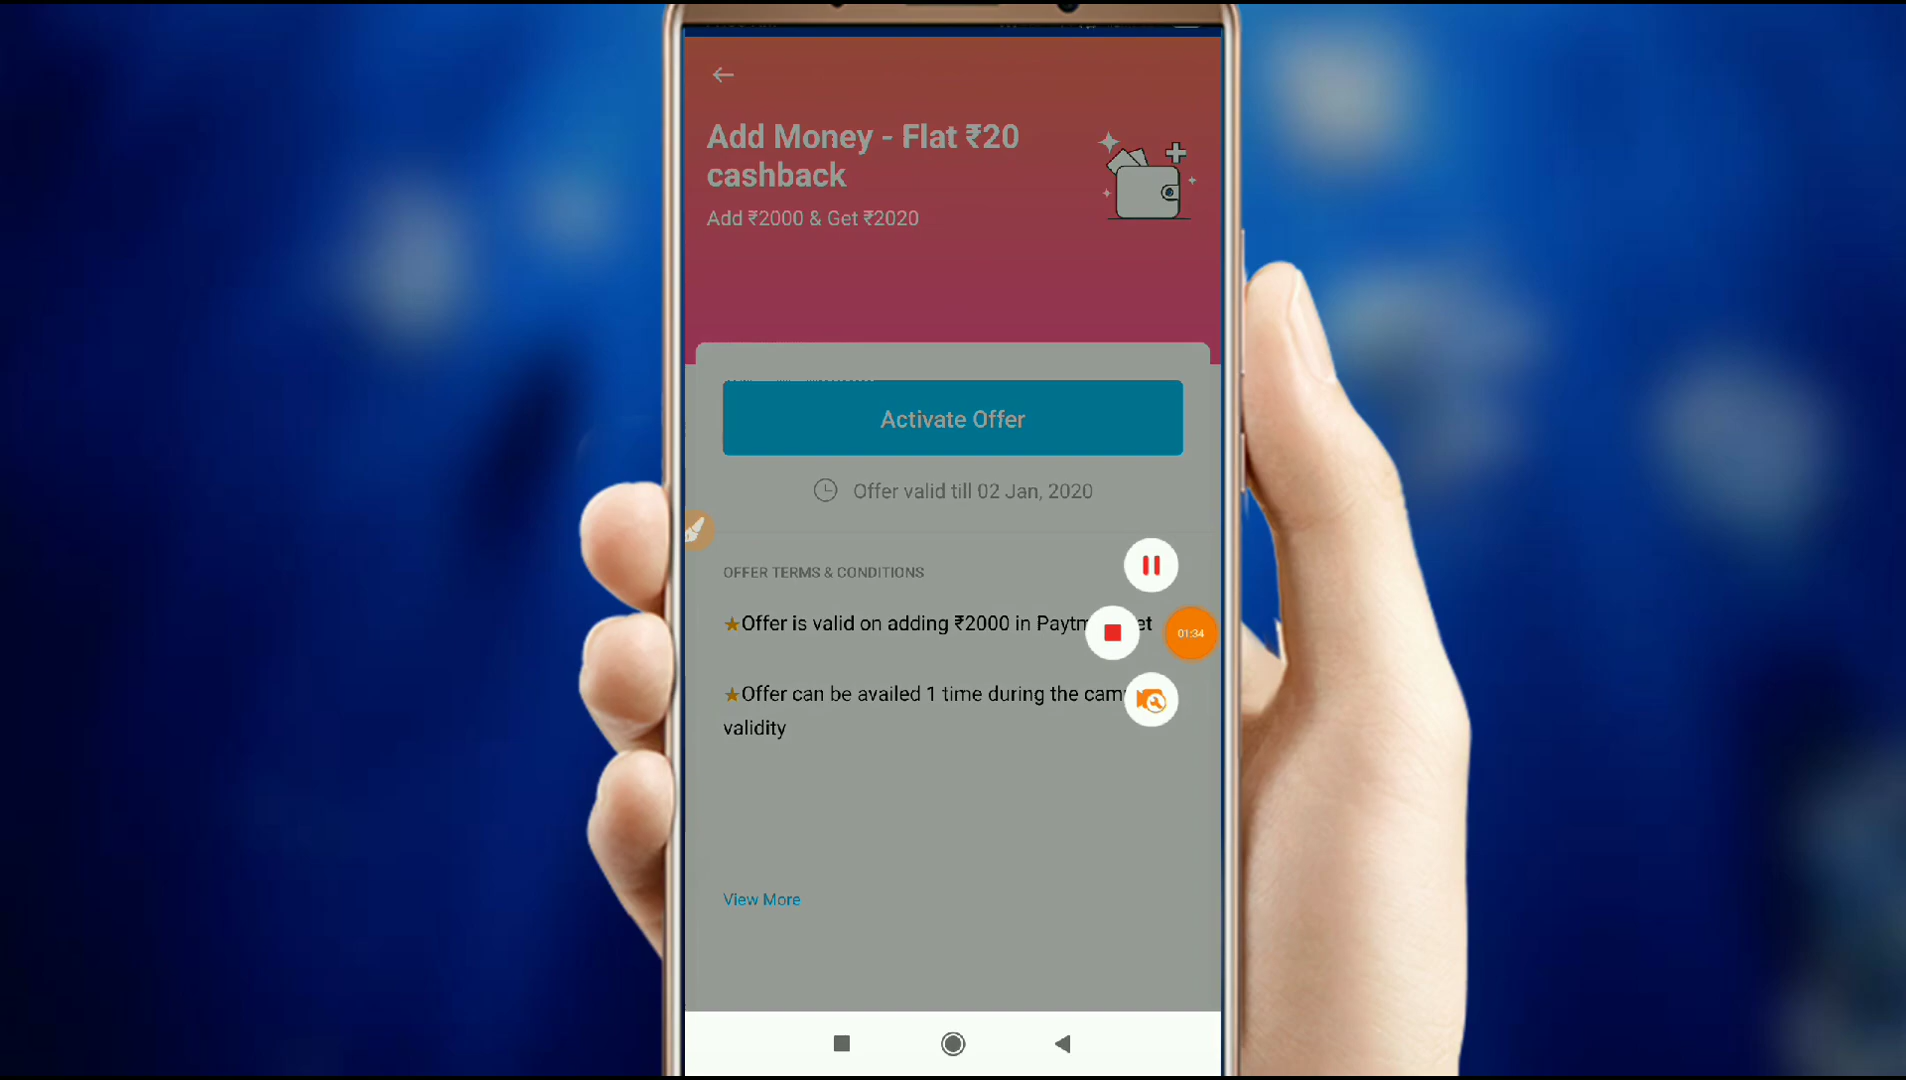 Add Money - Flat ₹20
cashback
Add ₹2000 & Get ₹2020
Activate Offer
Offer valid till 02 Jan, 2020
OFFER TERMS & CONDITIONS
★Offer is valid on adding ₹2000 in
01:34
★Offer can be availed 1 time during the
validity
View More